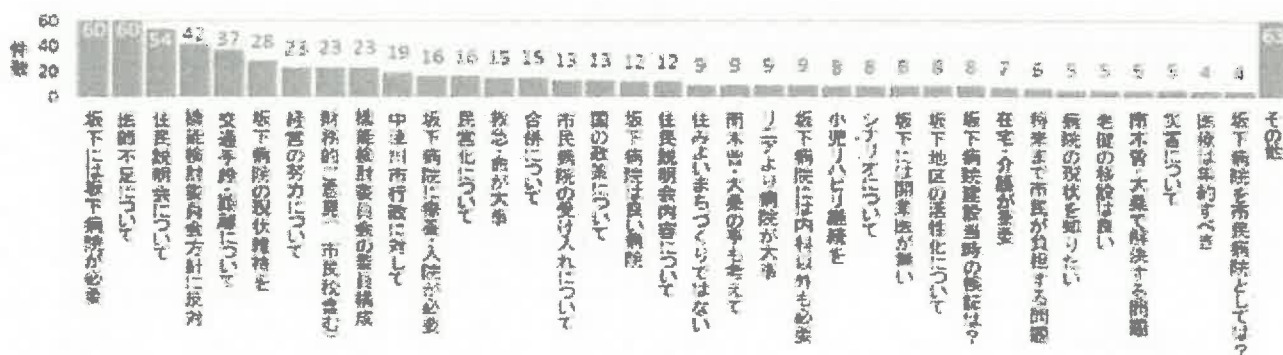 件数
60
40
20
0
60 60 54 42 37 28 23 23 23 19 16 16 15 15 13 13 12 12 9 9 9 9 8 8 8 8 8 7 6 5 5 5 5 4 4 63
坂下には坂下病院が必要
医師不足について
住民説明会について
機能検討委員会方針に反対
交通手段・距離について
坂下病院の現状維持を
経営の努力について
財務的に
機能検討委員会の委員構成
中津川市行政に対して
坂下病院に療養・入院が必要
民営化について
救急・命が大事
合併について
市民病院の受け入れについて
国の政策について
坂下病院は良い病院
住民説明会内容について
住みよいまちづくりではない
南木曽・大桑の事も考えて
リニアより病院が大事
坂下病院には内科以外も必要
小児リハビリ継続を
シナリオについて
坂下には開業医が無い
坂下地区の活性化について
坂下病院建設当時の検証は？
在宅・介護が重要
将来まで市民が負担する問題
病院の現状を知りたい
老健の移設は良い
南木曽・大桑で解決する問題
災害について
医療は集約すべき
坂下病院を市民病院としては？
その他